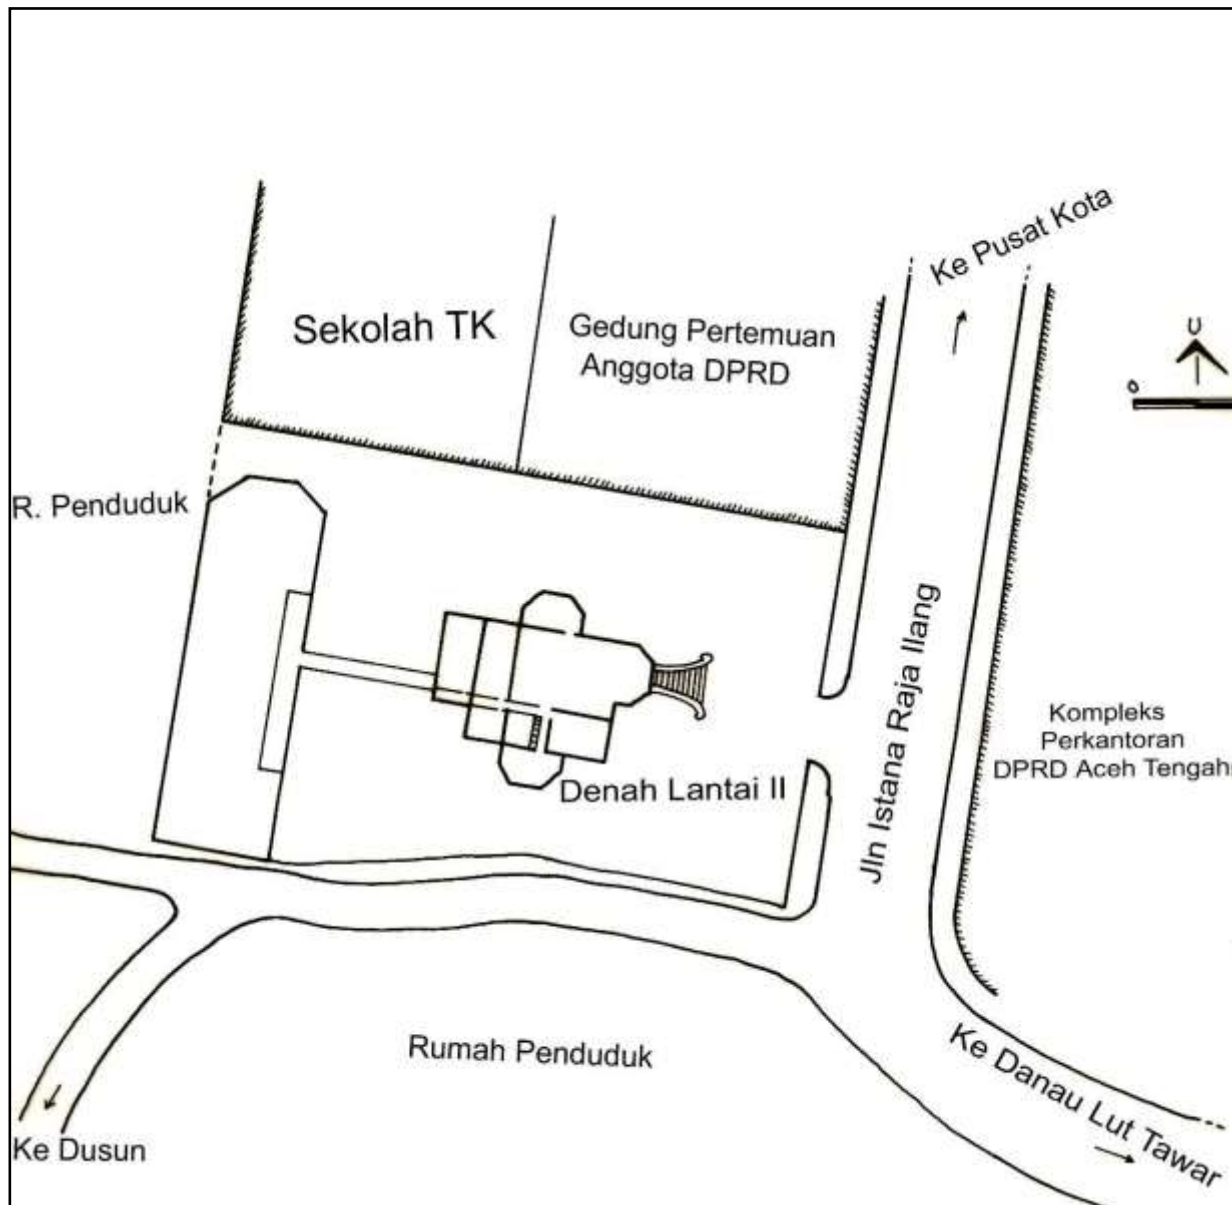 Ke Pusat Kota
Sekolah TK
Gedung Pertemuan
Anggota DPRD
U
0
R. Penduduk
Jln Istana Raja Ilang
Kompleks
Perkantoran
DPRD Aceh Tengah
Denah Lantai II
Rumah Penduduk
Ke Danau Lut Tawar
Ke Dusun